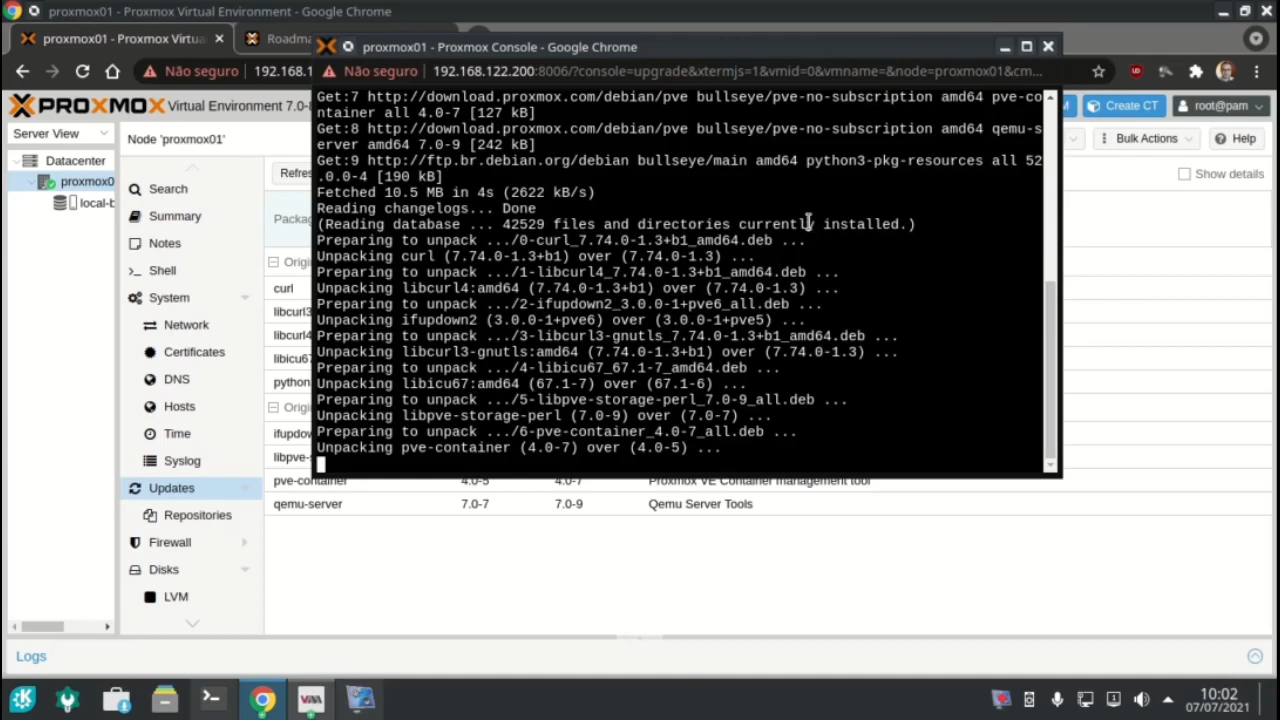 proxmox01 - Proxmox Virtual Environment - Google Chrome
proxmox01 - Proxmox Virtu
Roadma
proxmox01 - Proxmox Console - Google Chrome
Não seguro
192.168.1
Não seguro
192.168.122.200:8006/?console=upgrade&xtermjs=1&vmid=0&vmname=&node=proxmox01&cm...
PROXMOX Virtual Environment 7.0-8
Create CT
root@pam
Server View
Node 'proxmox01'
Bulk Actions
Help
Datacenter
proxmox0
local-b
Search
Summary
Notes
Shell
System
Network
Certificates
DNS
Hosts
Time
Syslog
Updates
Repositories
Firewall
Disks
LVM
Refres
Show details
Packag
Origi
curl
libcurl3
libcurl4
libicu67
python
Origi
ifupdow
libpve-s
pve-container 4.0-5 4.0-7 Proxmox VE Container management tool
qemu-server 7.0-7 7.0-9 Qemu Server Tools
Get:7 http://download.proxmox.com/debian/pve bullseye/pve-no-subscription amd64 pve-co
ntainer all 4.0-7 [127 kB]
Get:8 http://download.proxmox.com/debian/pve bullseye/pve-no-subscription amd64 qemu-s
erver amd64 7.0-9 [242 kB]
Get:9 http://ftp.br.debian.org/debian bullseye/main amd64 python3-pkg-resources all 52
.0.0-4 [190 kB]
Fetched 10.5 MB in 4s (2622 kB/s)
Reading changelogs... Done
(Reading database ... 42529 files and directories currently installed.)
Preparing to unpack .../0-curl_7.74.0-1.3+b1_amd64.deb ...
Unpacking curl (7.74.0-1.3+b1) over (7.74.0-1.3) ...
Preparing to unpack .../1-libcurl4_7.74.0-1.3+b1_amd64.deb ...
Unpacking libcurl4:amd64 (7.74.0-1.3+b1) over (7.74.0-1.3) ...
Preparing to unpack .../2-ifupdown2_3.0.0-1+pve6_all.deb ...
Unpacking ifupdown2 (3.0.0-1+pve6) over (3.0.0-1+pve5) ...
Preparing to unpack .../3-libcurl3-gnutls_7.74.0-1.3+b1_amd64.deb ...
Unpacking libcurl3-gnutls:amd64 (7.74.0-1.3+b1) over (7.74.0-1.3) ...
Preparing to unpack .../4-libicu67_67.1-7_amd64.deb ...
Unpacking libicu67:amd64 (67.1-7) over (67.1-6) ...
Preparing to unpack .../5-libpve-storage-perl_7.0-9_all.deb ...
Unpacking libpve-storage-perl (7.0-9) over (7.0-7) ...
Preparing to unpack .../6-pve-container_4.0-7_all.deb ...
Unpacking pve-container (4.0-7) over (4.0-5) ...
Logs
10:02
07/07/2021